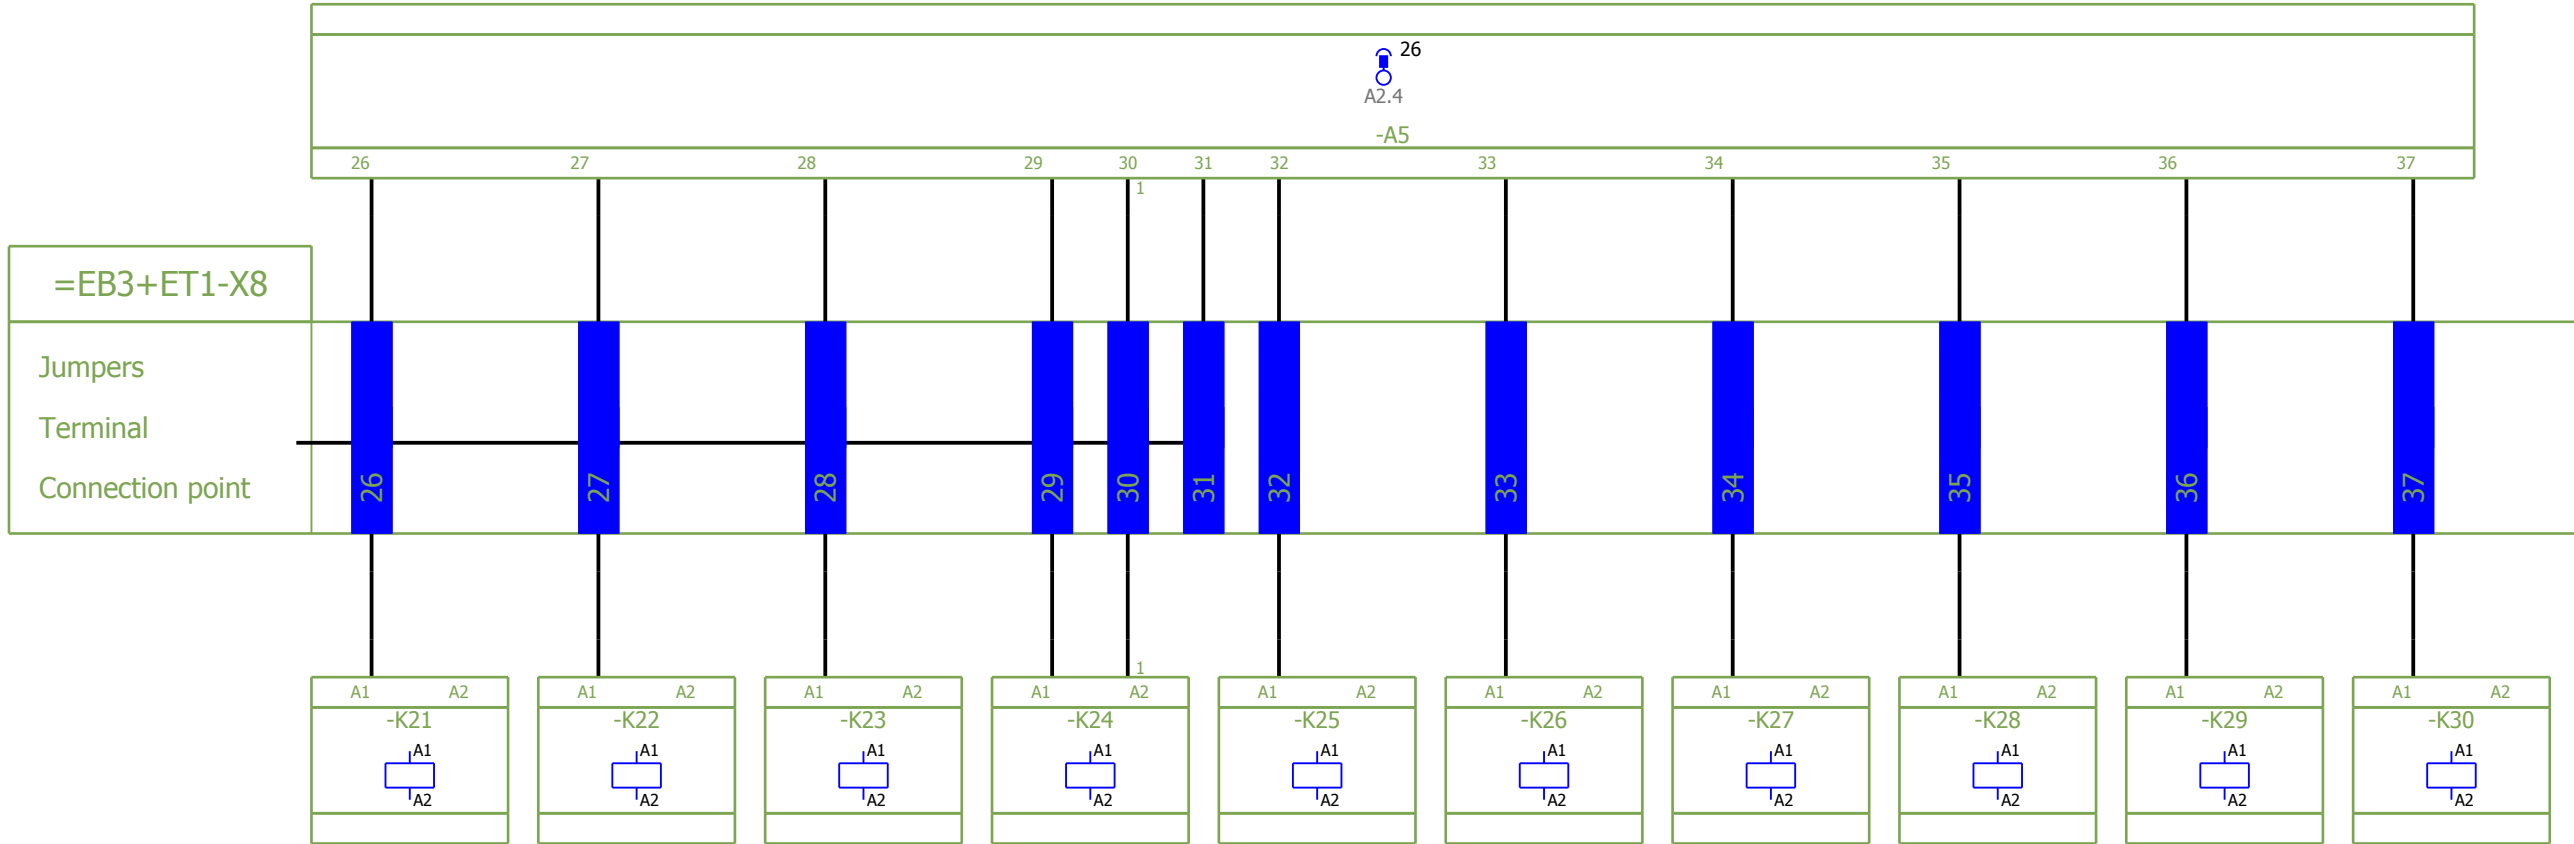 26
A2.4
-A5
26 27 28 29 30 31 32 33 34 35 36 37
1
=EB3+ET1-X8
Jumpers
Terminal
Connection point
26 27 28 29 30 31 32 33 34 35 36 37
1
A1 A2 A1 A2 A1 A2 A1 A2 A1 A2 A1 A2 A1 A2 A1 A2 A1 A2 A1 A2
-K21 -K22 -K23 -K24 -K25 -K26 -K27 -K28 -K29 -K30
A1 A1 A1 A1 A1 A1 A1 A1 A1 A1
A2 A2 A2 A2 A2 A2 A2 A2 A2 A2